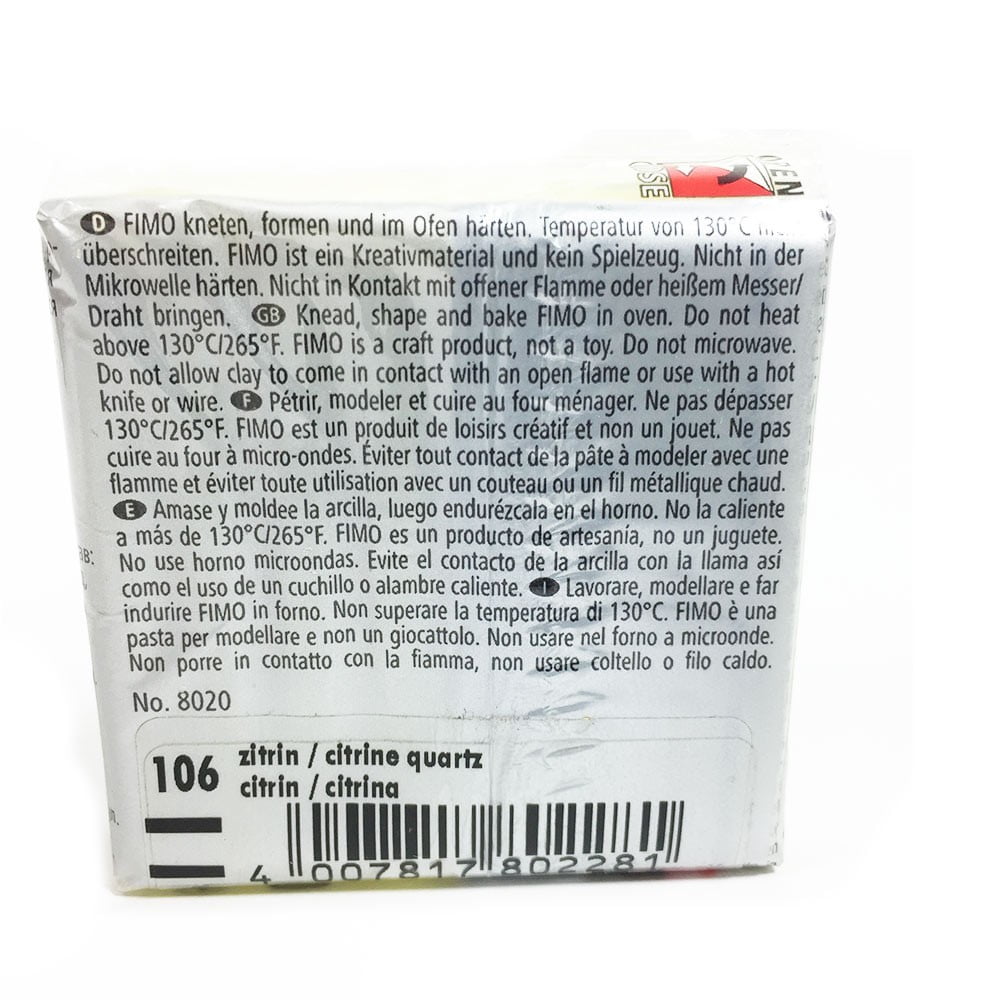 D FIMO kneten, formen und im Ofen härten. Temperatur von 130°C
überschreiten. FIMO ist ein Kreativmaterial und kein Spielzeug. Nicht in der
Mikrowelle härten. Nicht in Kontakt mit offener Flamme oder heißem Messer/
Draht bringen. GB Knead, shape and bake FIMO in oven. Do not heat
above 130°C/265°F. FIMO is a craft product, not a toy. Do not microwave.
Do not allow clay to come in contact with an open flame or use with a hot
knife or wire. F Pétrir, modeler et cuire au four ménager. Ne pas dépasser
130°C/265°F. FIMO est un produit de loisirs créatif et non un jouet. Ne pas
cuire au four à micro-ondes. Éviter tout contact de la pâte à modeler avec une
flamme et éviter toute utilisation avec un couteau ou un fil métallique chaud.
E Amase y moldee la arcilla, luego endurézcala en el horno. No la caliente
a más de 130°C/265°F. FIMO es un producto de artesanía, no un juguete.
No use horno microondas. Evite el contacto de la arcilla con la llama así
como el uso de un cuchillo o alambre caliente. I Lavorare, modellare e far
indurire FIMO in forno. Non superare la temperatura di 130°C. FIMO è una
pasta per modellare e non un giocattolo. Non usare nel forno a microonde.
Non porre in contatto con la fiamma, non usare coltello o filo caldo.
No. 8020
106 zitrin / citrine quartz
citrin / citrina
4 007817 802281